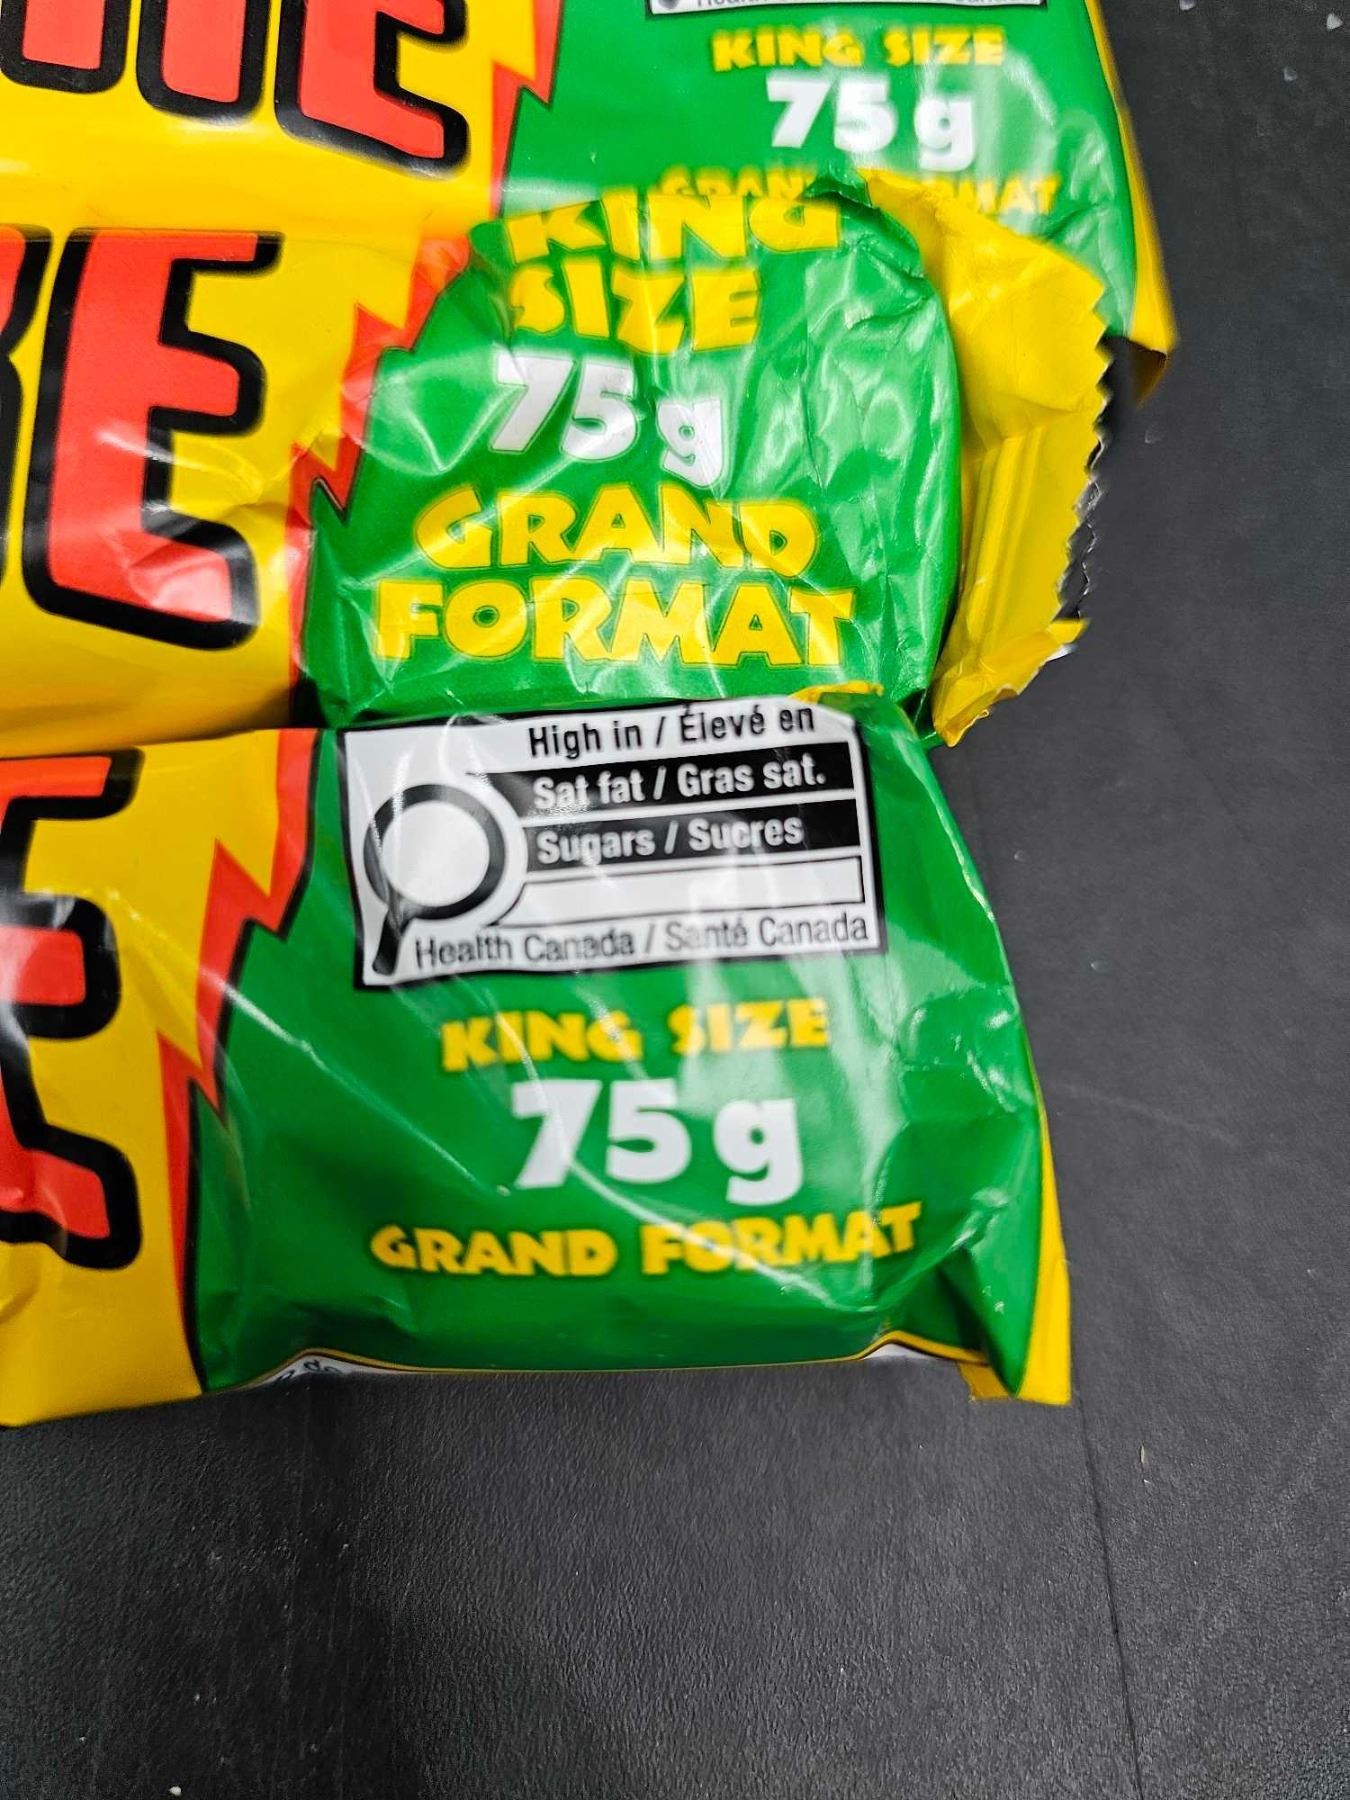 KING SIZE
75 g
KING
SIZE
75 g
GRAND
FORMAT
High in / Élevé en
Sat fat / Gras sat.
Sugars / Sucres
Health Canada / Santé Canada
KING SIZE
75 g
GRAND FORMAT